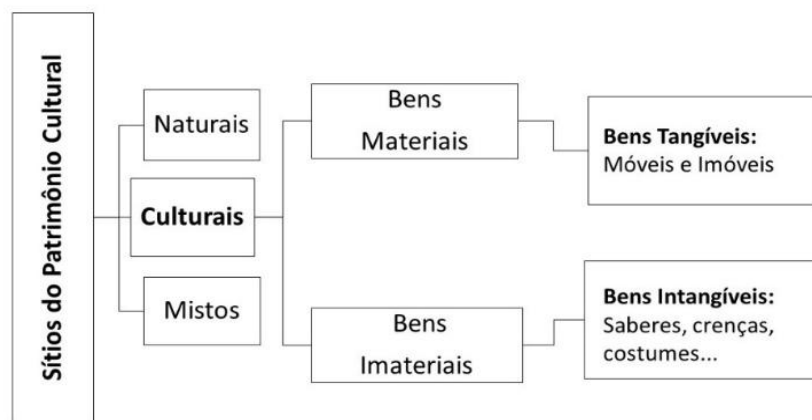 Sítios do Patrimônio Cultural
Naturais
Culturais
Mistos
Bens
Materiais
Bens
Imateriais
Bens Tangíveis:
Móveis e Imóveis
Bens Intangíveis:
Saberes, crenças,
costumes...